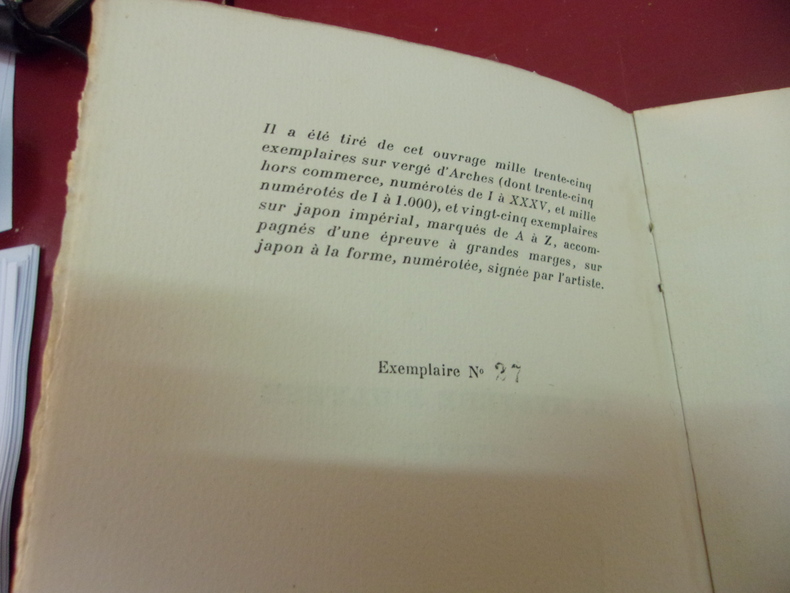 Il a été tiré de cet ouvrage mille trente-cinq
exemplaires sur vergé d'Arches (dont trente-cinq
hors commerce, numérotés de I à XXXV, et mille
numérotés de 1 à 1.000), et vingt-cinq exemplaires
sur japon impérial, marqués de A à Z, accom-
pagnés d'une épreuve à grandes marges, sur
japon à la forme, numérotée, signée par l'artiste.
Exemplaire Nº 27